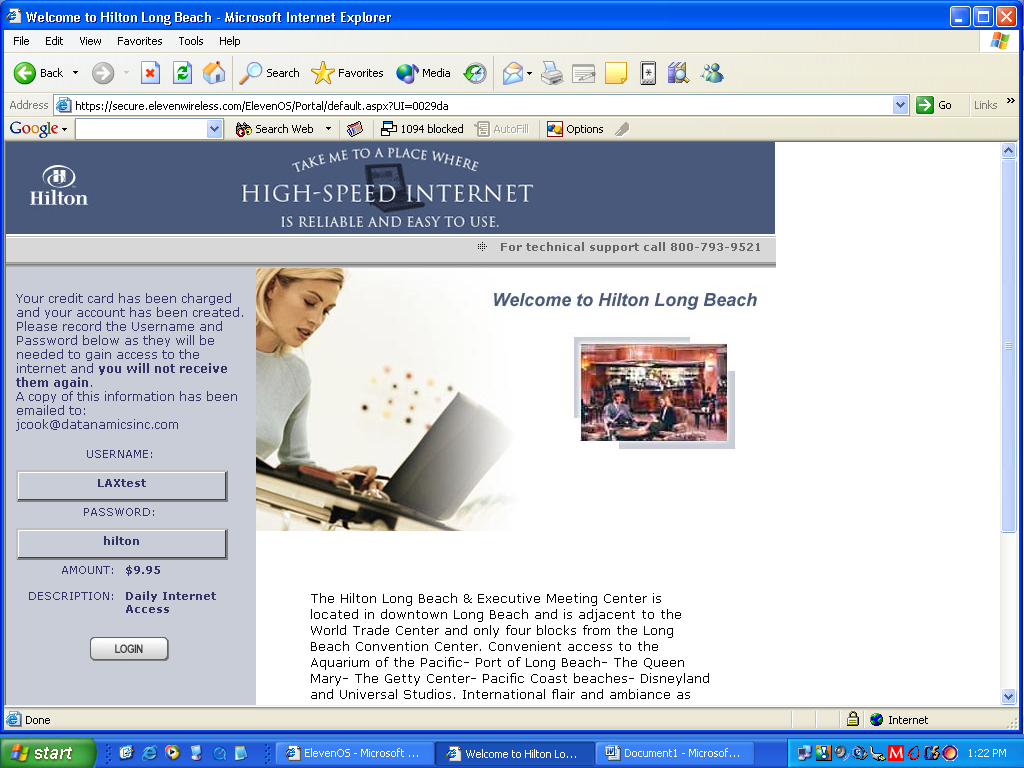 Welcome to Hilton Long Beach - Microsoft Internet Explorer
File Edit View Favorites Tools Help
Back Search Favorites Media
Address https://secure.elevenwireless.com/ElevenOS/Portal/default.aspx?UI=0029da Go Links »
Google Search Web 1094 blocked AutoFill Options
Hilton
TAKE ME TO A PLACE WHERE
HIGH-SPEED INTERNET
IS RELIABLE AND EASY TO USE.
For technical support call 800-793-9521
Your credit card has been charged
and your account has been created.
Please record the Username and
Password below as they will be
needed to gain access to the
internet and you will not receive
them again.
A copy of this information has been
emailed to:
jcook@datanamicsinc.com
USERNAME:
LAXtest
PASSWORD:
hilton
AMOUNT: $9.95
DESCRIPTION: Daily Internet
Access
LOGIN
Welcome to Hilton Long Beach
The Hilton Long Beach & Executive Meeting Center is
located in downtown Long Beach and is adjacent to the
World Trade Center and only four blocks from the Long
Beach Convention Center. Convenient access to the
Aquarium of the Pacific- Port of Long Beach- The Queen
Mary- The Getty Center- Pacific Coast beaches- Disneyland
and Universal Studios. International flair and ambiance as
Done Internet
start ElevenOS - Microsoft ... Welcome to Hilton Lo... Document1 - Microsof... 1:22 PM